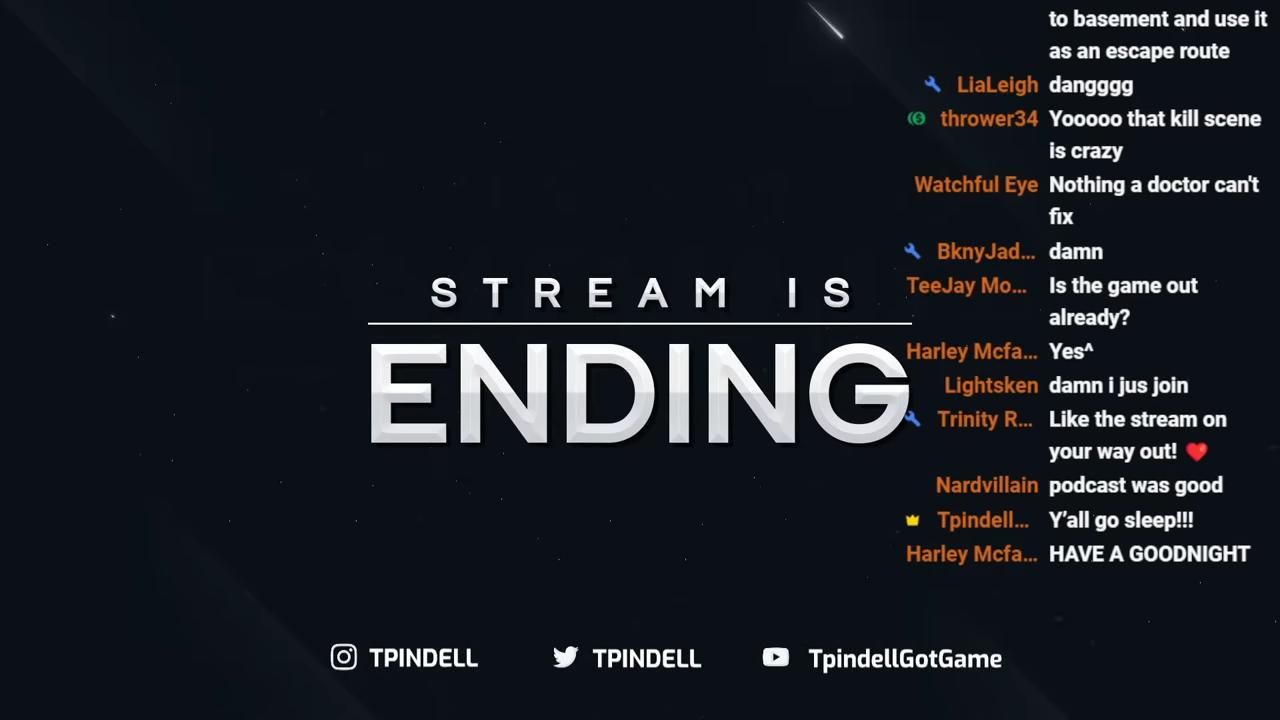 to basement and use it
as an escape route
LiaLeigh dangggg
thrower34 Yooooo that kill scene
is crazy
Watchful Eye Nothing a doctor can't
fix
BknyJad... damn
TeeJay Mo... Is the game out
already?
Harley Mcfa... Yes^
Lightsken damn i jus join
Trinity R... Like the stream on
your way out! ❤️
Nardvillain podcast was good
Tpindell... Y'all go sleep!!!
Harley Mcfa... HAVE A GOODNIGHT
STREAM IS
ENDING
TPINDELL TPINDELL TpindellGotGame